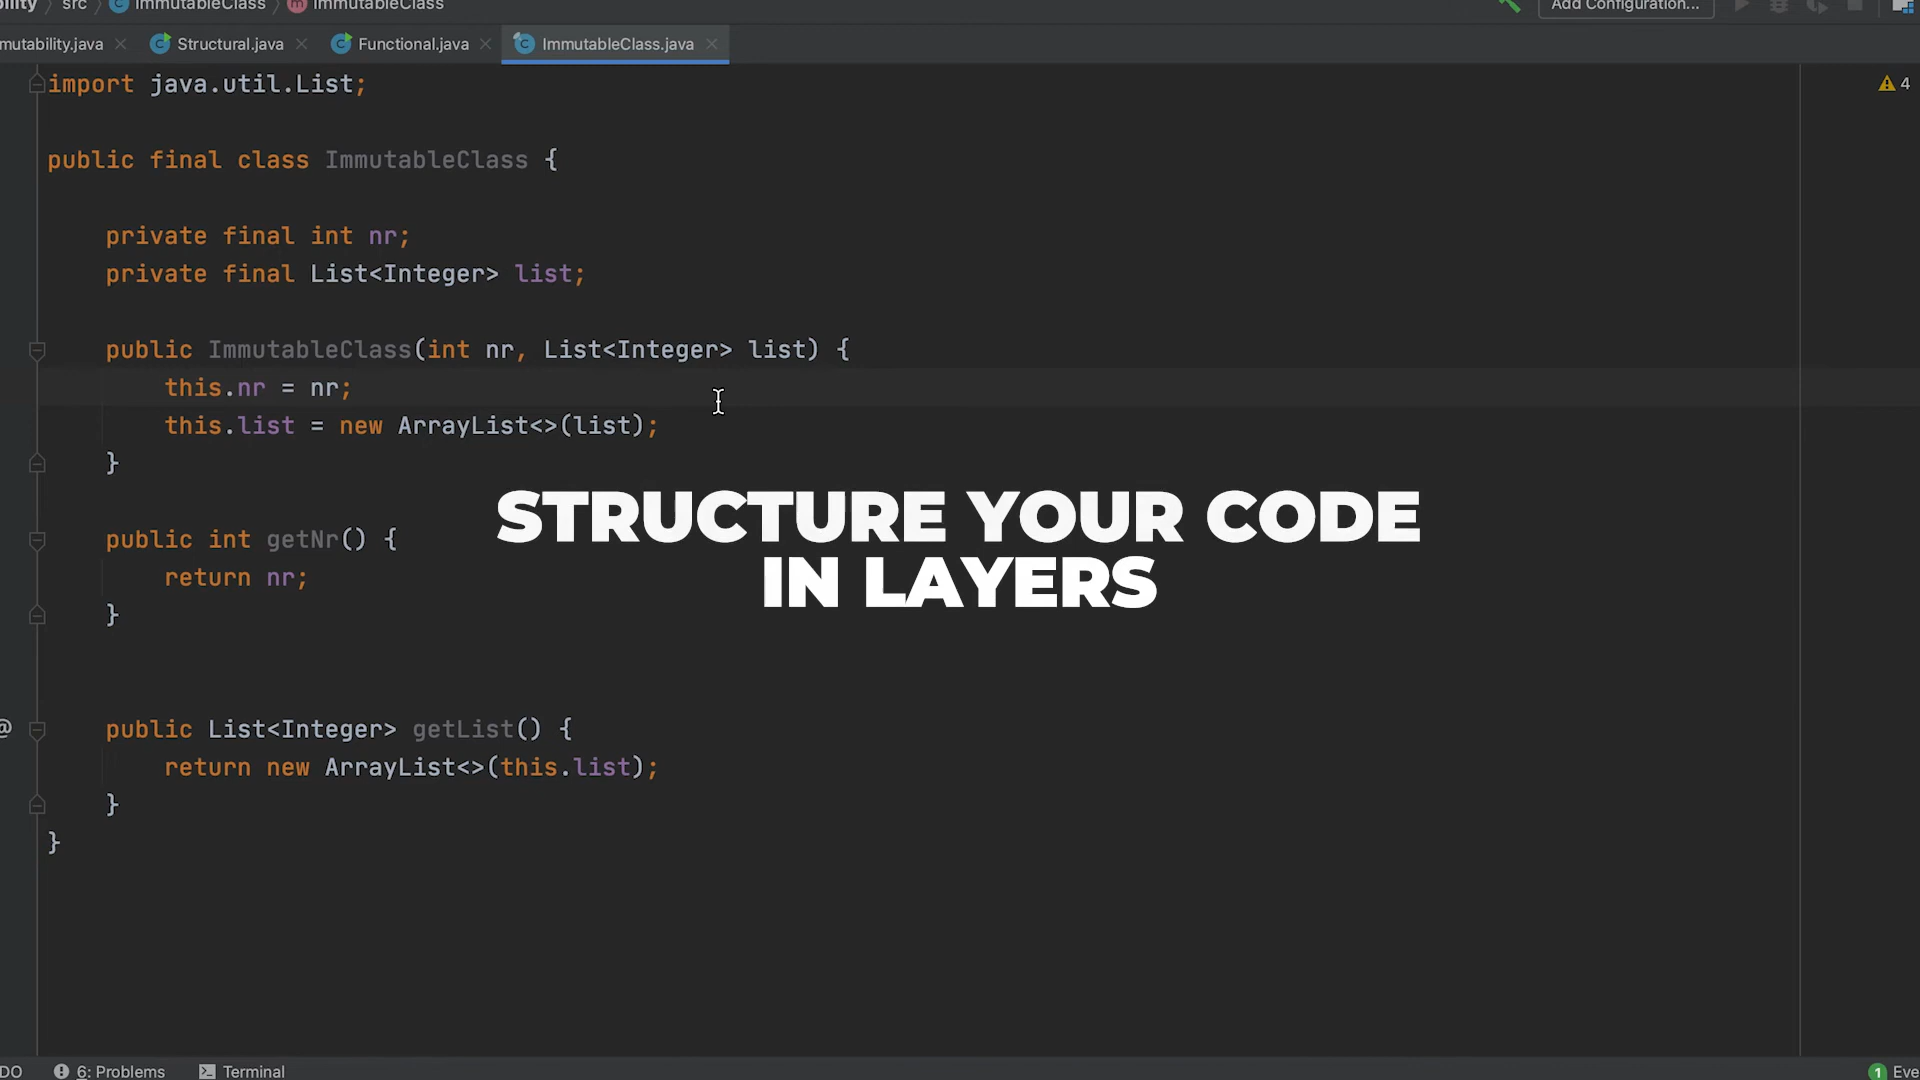 bility src ImmutableClass ImmutableClass Add Configuration...
mutability.java Structural.java Functional.java ImmutableClass.java
import java.util.List;
4
public final class ImmutableClass {
private final int nr;
private final List<Integer> list;
public ImmutableClass(int nr, List<Integer> list) {
this.nr = nr;
this.list = new ArrayList<>(list);
}
STRUCTURE YOUR CODE
IN LAYERS
public int getNr() {
return nr;
}
@ public List<Integer> getList() {
return new ArrayList<>(this.list);
}
}
DO 6: Problems Terminal 1 Eve